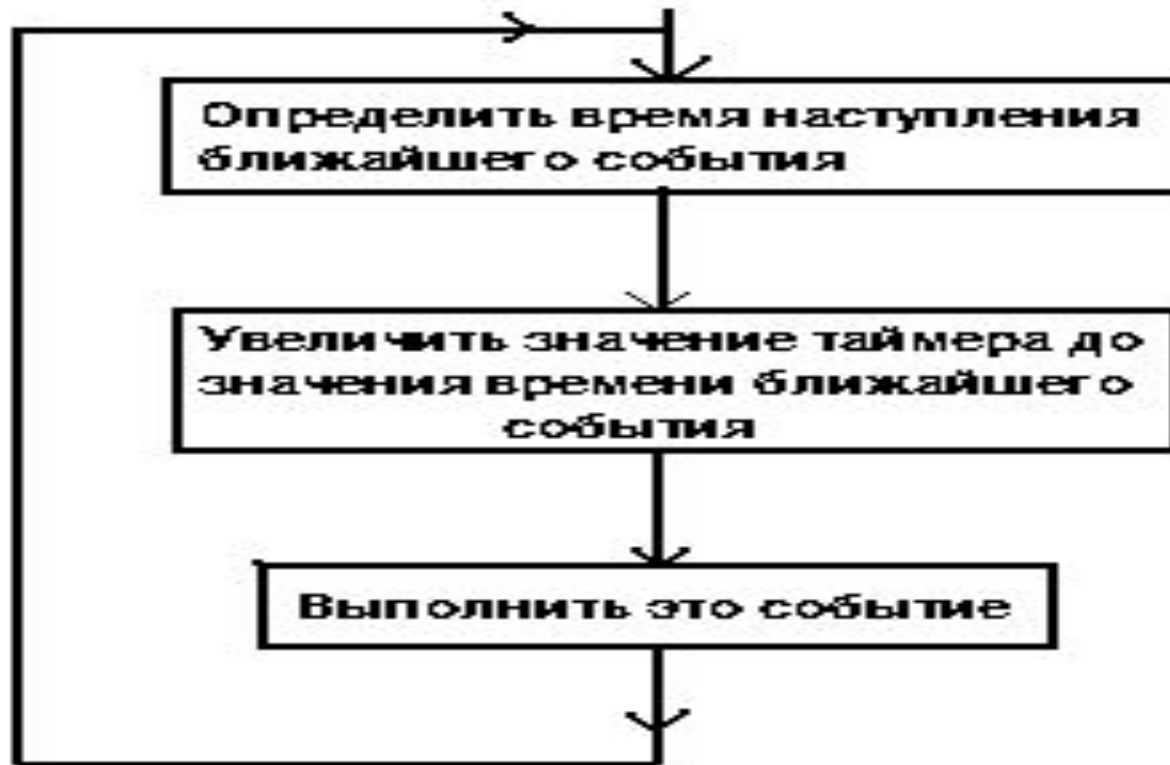 Определить время наступления
ближайшего события
Увеличить значение таймера до
значения времени ближайшего
события
Выполнить это событие